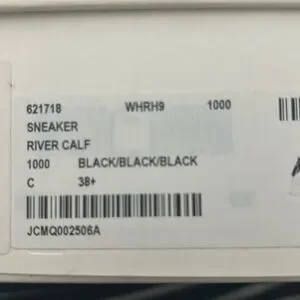 621718 WHRH9 1000
SNEAKER
RIVER CALF
1000 BLACK/BLACK/BLACK
C 38+
JCMQ002506A